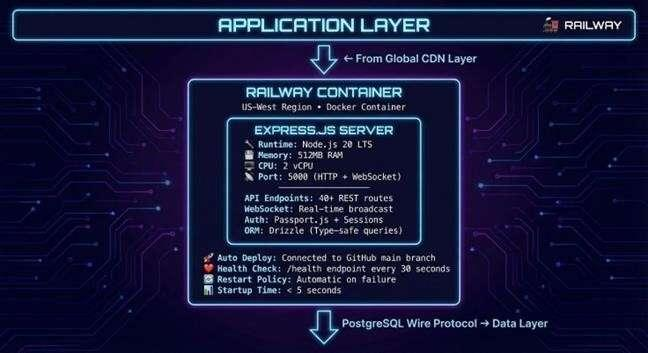 APPLICATION LAYER
RAILWAY
← From Global CDN Layer
RAILWAY CONTAINER
US-West Region • Docker Container
EXPRESS.JS SERVER
Runtime: Node.js 20 LTS
Memory: 512MB RAM
CPU: 2 vCPU
Port: 5000 (HTTP + WebSocket)
API Endpoints: 40+ REST routes
WebSocket: Real-time broadcast
Auth: Passport.js + Sessions
ORM: Drizzle (Type-safe queries)
Auto Deploy: Connected to GitHub main branch
Health Check: /health endpoint every 30 seconds
Restart Policy: Automatic on failure
Startup Time: < 5 seconds
PostgreSQL Wire Protocol → Data Layer